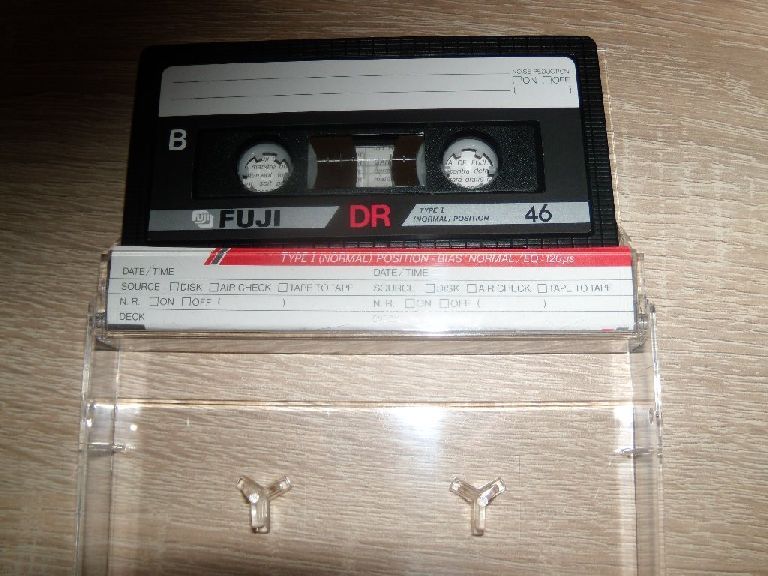 NOISE REDUCTION
ON OFF
( )
B
FUJI DR TYPE I (NORMAL) POSITION 46
TYPE I (NORMAL) POSITION · BIAS "NORMAL"/EQ-120μs
DATE/TIME DATE/TIME
SOURCE □DISK □AIR CHECK □TAPE TO TAPE SOURCE □DISK □AIR CHECK □TAPE TO TAPE
N. R. □ON □OFF ( ) N. R. □ON □OFF ( )
DECK